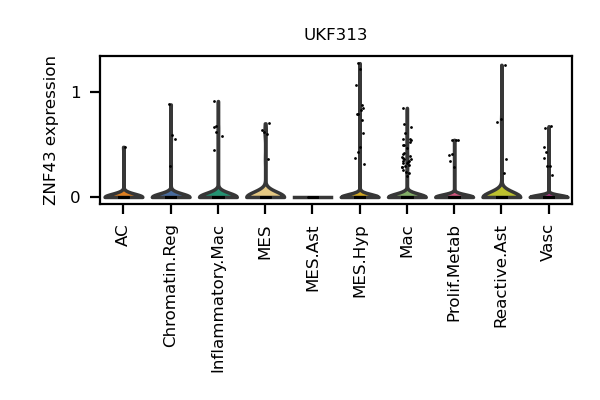 UKF313
ZNF43 expression
1
0
AC
Chromatin.Reg
Inflammatory.Mac
MES
MES.Ast
MES.Hyp
Mac
Prolif.Metab
Reactive.Ast
Vasc